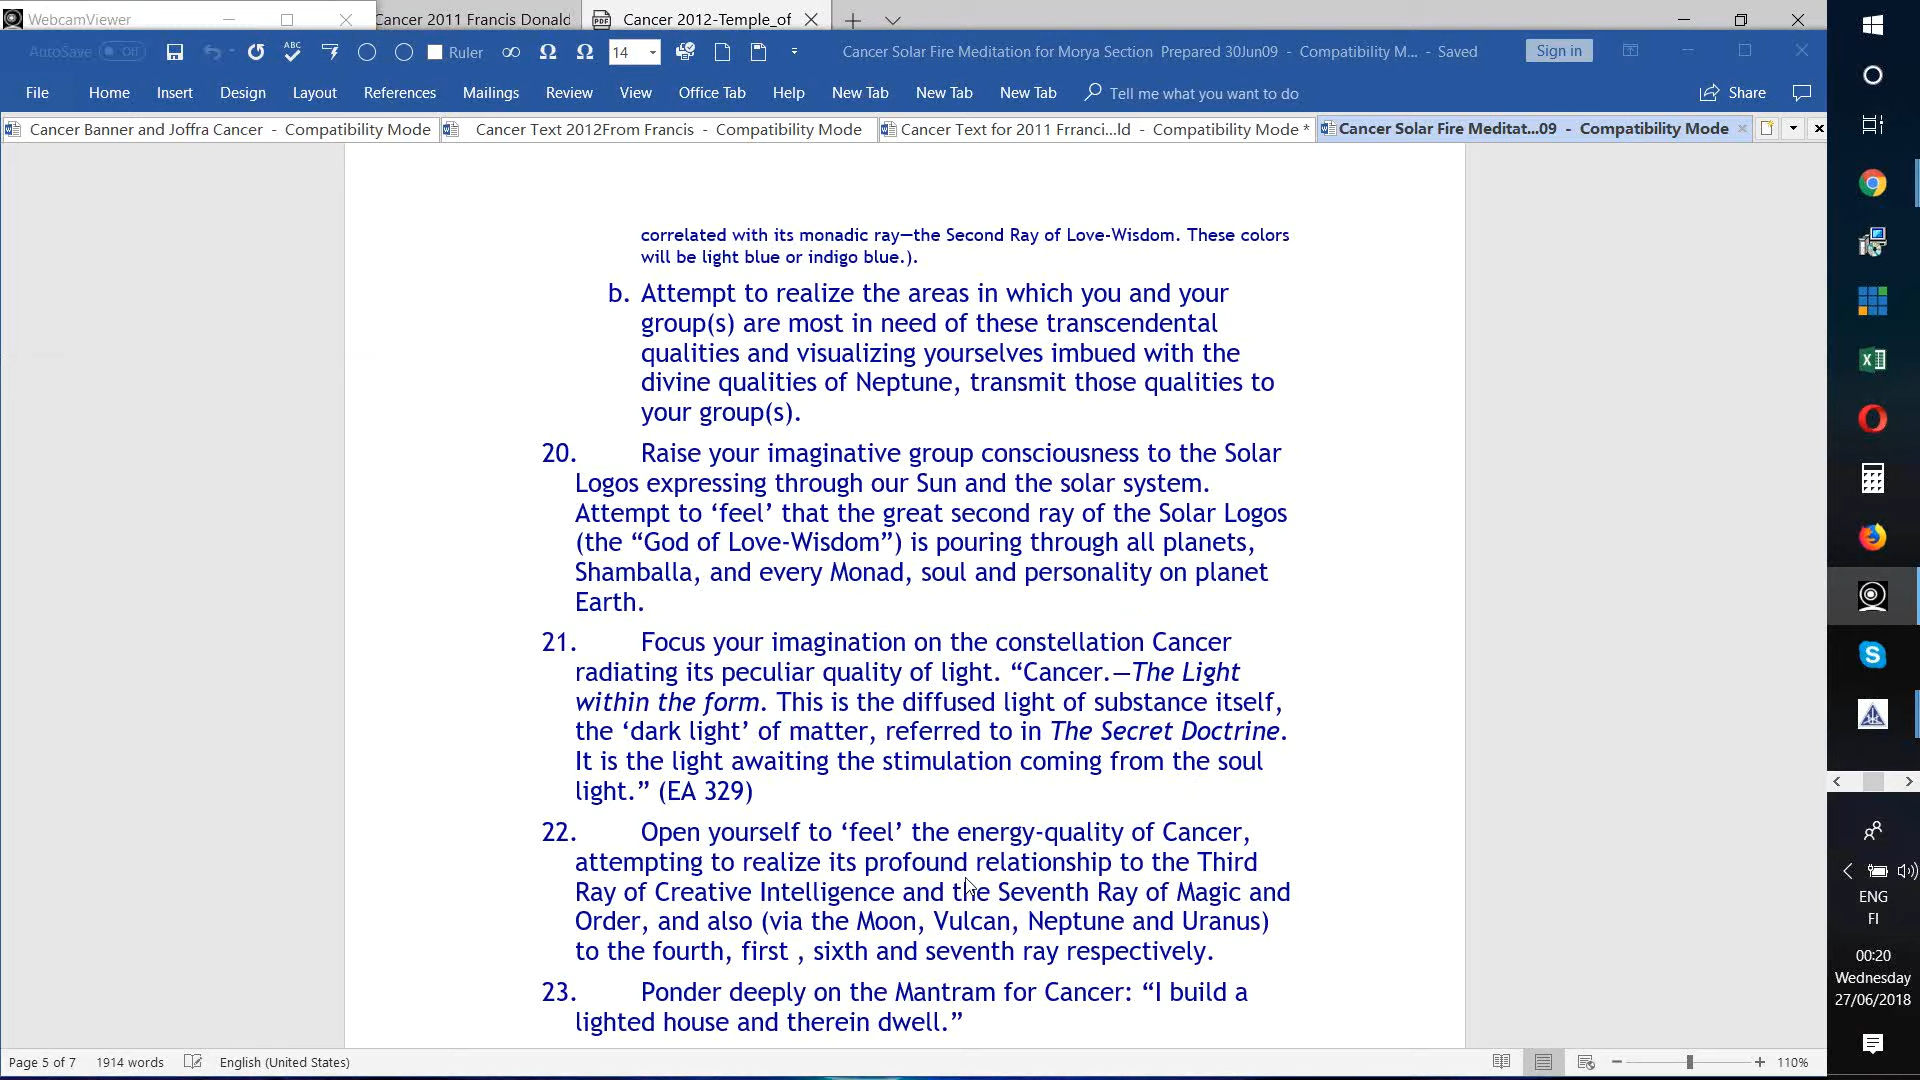 WebcamViewer
Cancer 2011 Francis Donald
Cancer 2012-Temple_of
AutoSave Off
ABC
Ruler
14
Cancer Solar Fire Meditation for Morya Section Prepared 30Jun09 - Compatibility M... - Saved
Sign in
File Home Insert Design Layout References Mailings Review View Office Tab Help New Tab New Tab New Tab Tell me what you want to do Share
Cancer Banner and Joffra Cancer - Compatibility Mode
Cancer Text 2012From Francis - Compatibility Mode
Cancer Text for 2011 Frranci...ld - Compatibility Mode *
Cancer Solar Fire Meditat...09 - Compatibility Mode
correlated with its monadic ray—the Second Ray of Love-Wisdom. These colors
will be light blue or indigo blue.).
b. Attempt to realize the areas in which you and your
group(s) are most in need of these transcendental
qualities and visualizing yourselves imbued with the
divine qualities of Neptune, transmit those qualities to
your group(s).
20. Raise your imaginative group consciousness to the Solar
Logos expressing through our Sun and the solar system.
Attempt to ‘feel’ that the great second ray of the Solar Logos
(the “God of Love-Wisdom”) is pouring through all planets,
Shamballa, and every Monad, soul and personality on planet
Earth.
21. Focus your imagination on the constellation Cancer
radiating its peculiar quality of light. “Cancer.—The Light
within the form. This is the diffused light of substance itself,
the ‘dark light’ of matter, referred to in The Secret Doctrine.
It is the light awaiting the stimulation coming from the soul
light.” (EA 329)
22. Open yourself to ‘feel’ the energy-quality of Cancer,
attempting to realize its profound relationship to the Third
Ray of Creative Intelligence and the Seventh Ray of Magic and
Order, and also (via the Moon, Vulcan, Neptune and Uranus)
to the fourth, first , sixth and seventh ray respectively.
23. Ponder deeply on the Mantram for Cancer: “I build a
lighted house and therein dwell.”
Page 5 of 7 1914 words English (United States) 110%
ENG
FI
00:20
Wednesday
27/06/2018